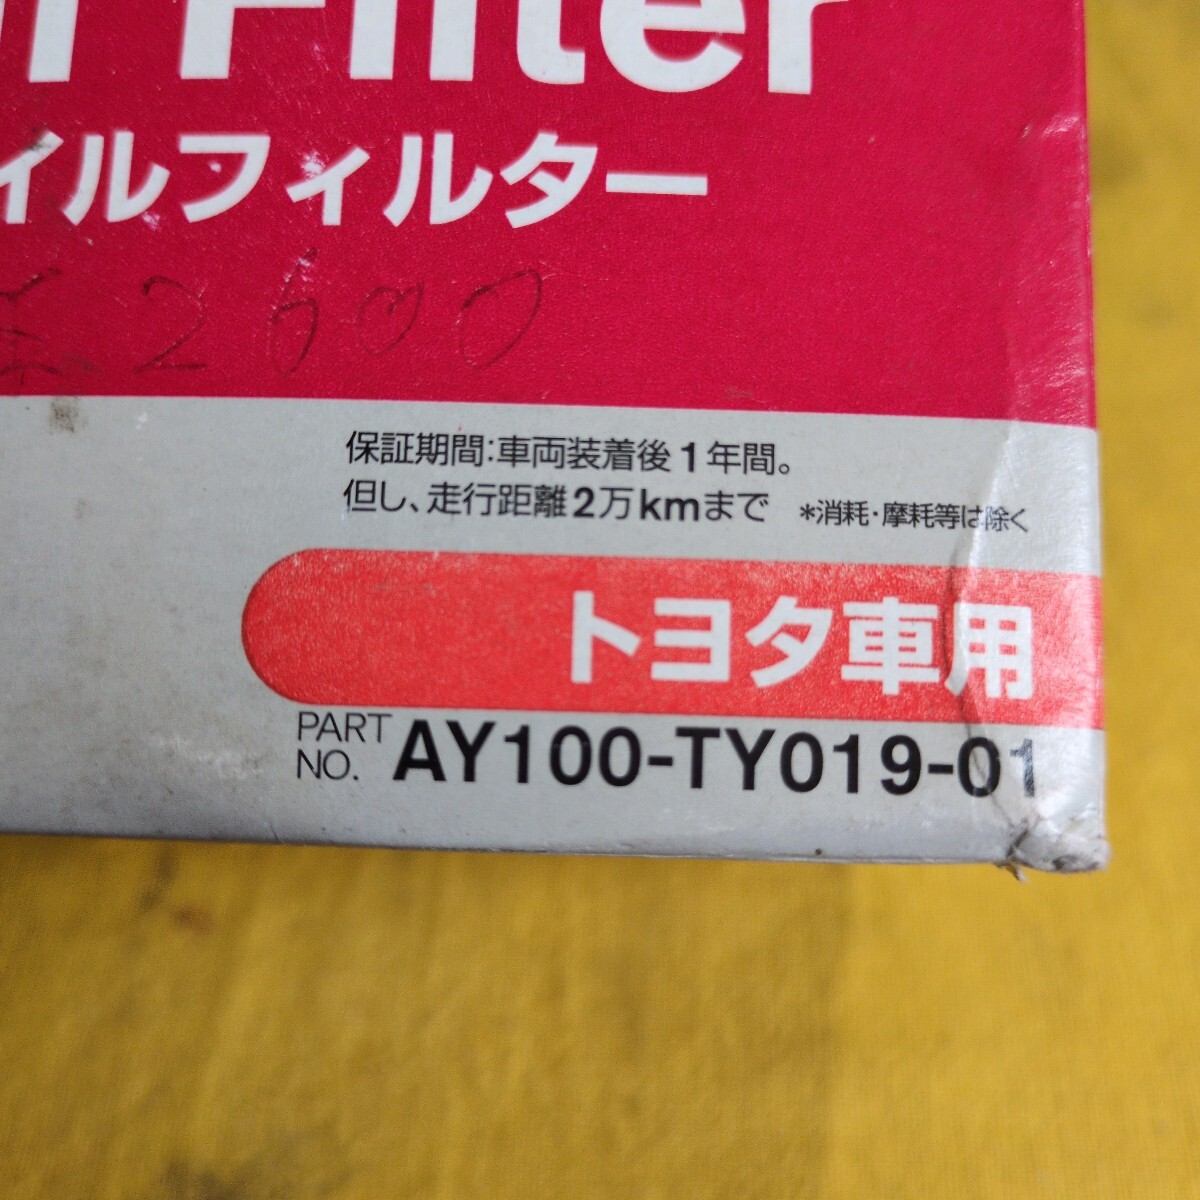 Filter
イルフィルター
2600
保証期間:車両装着後1年間。
但し、走行距離2万kmまで *消耗・摩耗等は除く
トヨタ車用
PART NO. AY100-TY019-01